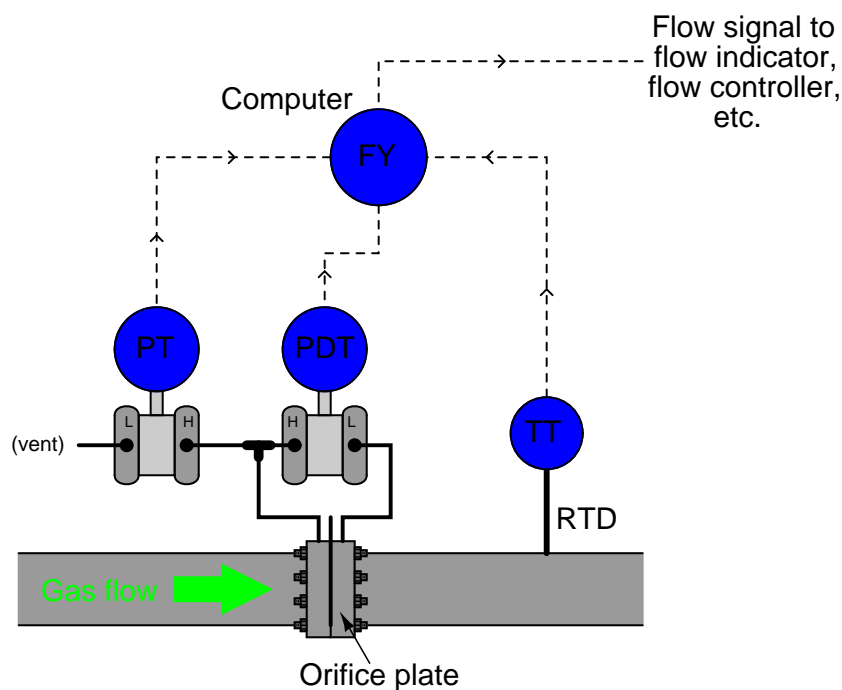 Flow signal to
flow indicator,
flow controller,
etc.
Computer
FY
PT
PDT
L
H
H
L
(vent)
TT
RTD
Gas flow
Orifice plate